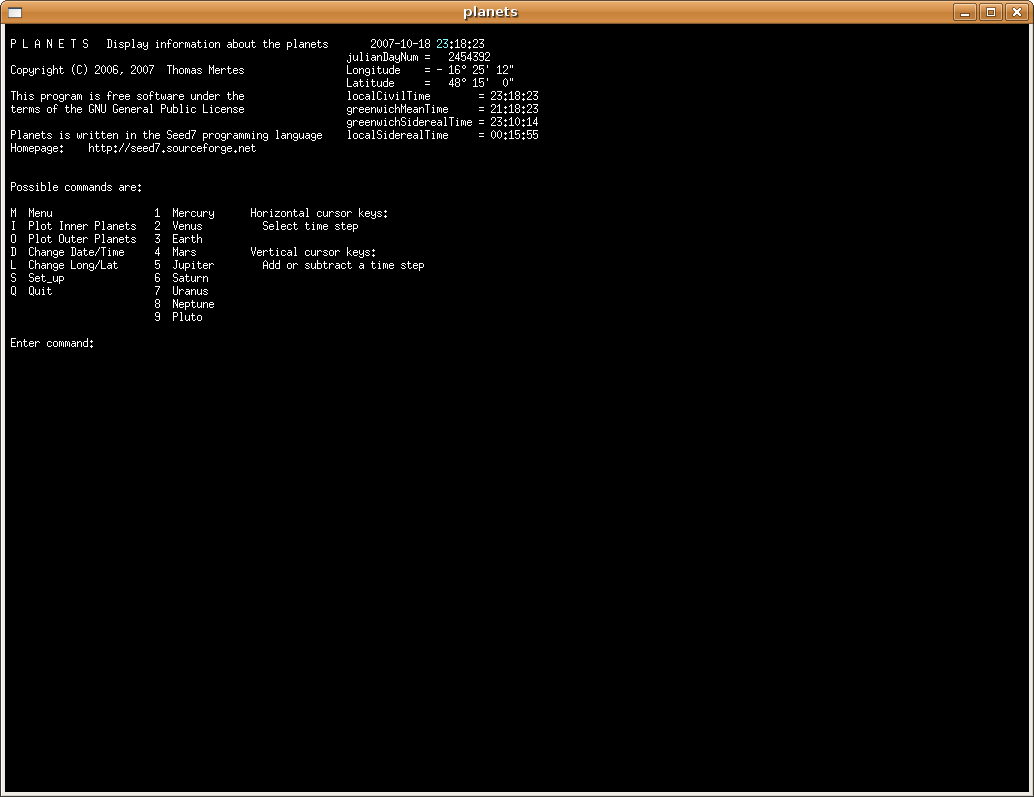 planets
P L A N E T S   Display information about the planets       2007-10-18 23:18:23
julianDayNum =   2454392
Copyright (C) 2006, 2007  Thomas Mertes                 Longitude    = - 16° 25' 12"
Latitude     =   48° 15'  0"
This program is free software under the                 localCivilTime        = 23:18:23
terms of the GNU General Public License                 greenwichMeanTime     = 21:18:23
greenwichSiderealTime = 23:10:14
Planets is written in the Seed7 programming language    localSiderealTime     = 00:15:55
Homepage:    http://seed7.sourceforge.net
Possible commands are:
M  Menu                 1  Mercury      Horizontal cursor keys:
I  Plot Inner Planets   2  Venus          Select time step
O  Plot Outer Planets   3  Earth
D  Change Date/Time     4  Mars         Vertical cursor keys:
L  Change Long/Lat      5  Jupiter        Add or subtract a time step
S  Set_up               6  Saturn
Q  Quit                 7  Uranus
8  Neptune
9  Pluto
Enter command: